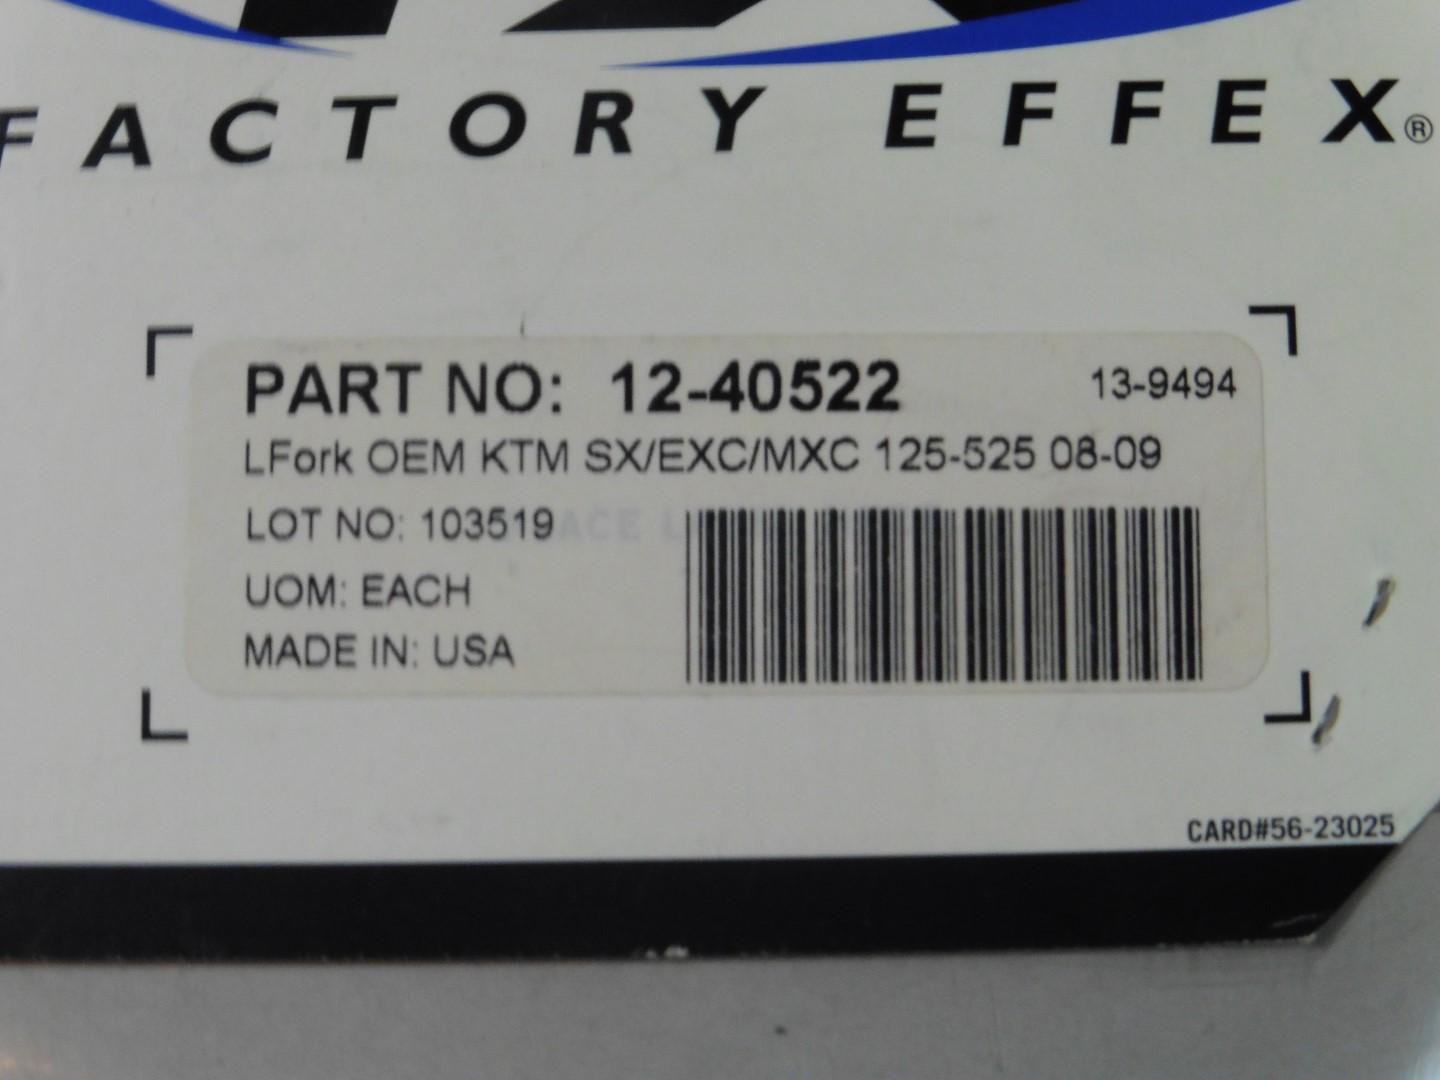 FACTORY EFFEX®
PART NO: 12-40522 13-9494
LFork OEM KTM SX/EXC/MXC 125-525 08-09
LOT NO: 103519
UOM: EACH
MADE IN: USA
CARD#56-23025